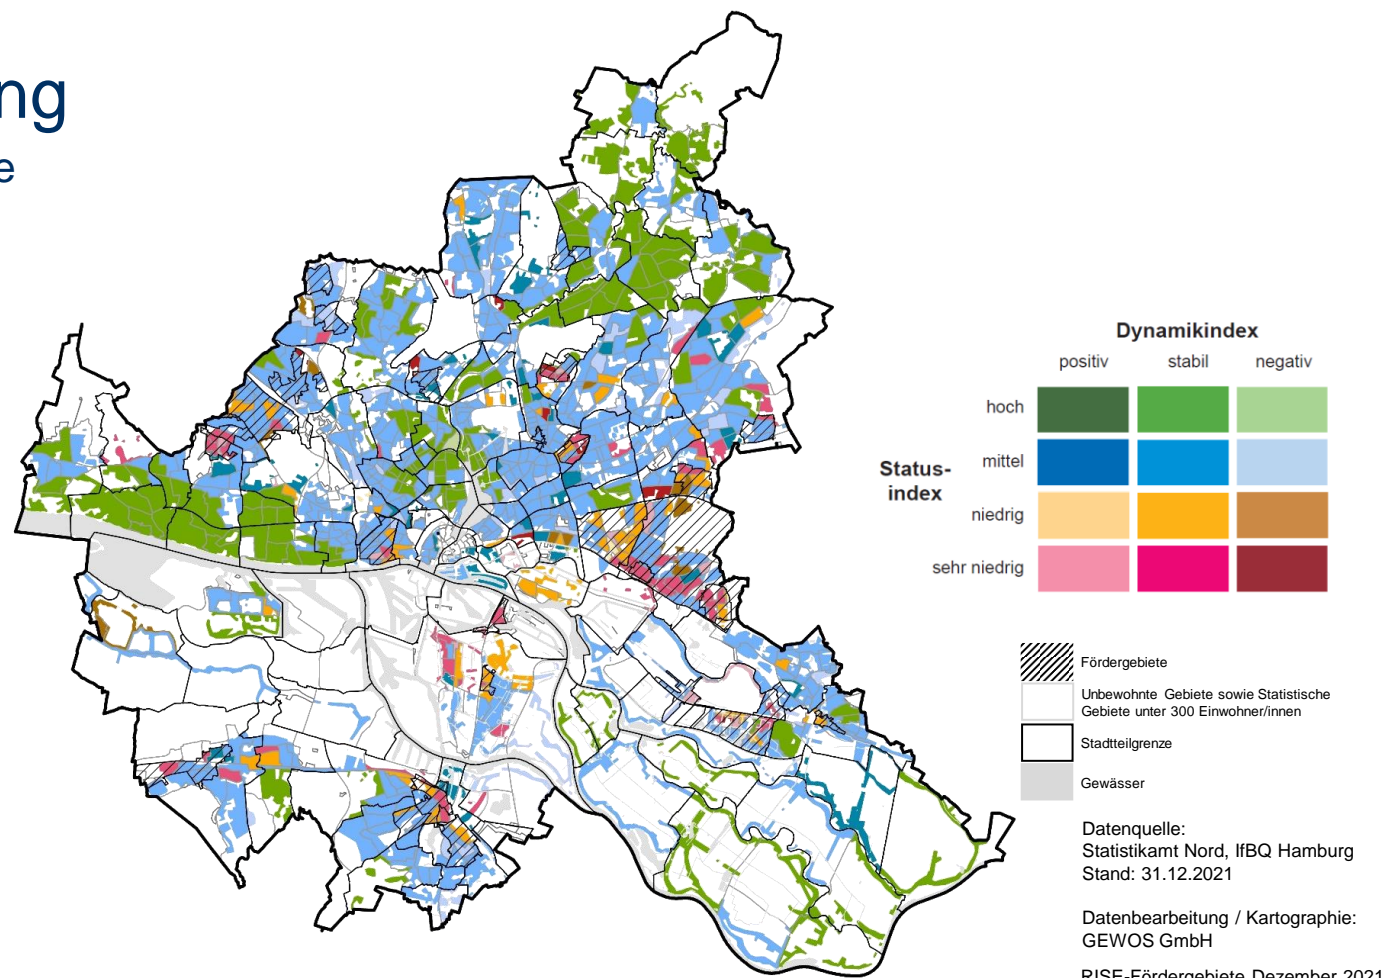 ng
e
Dynamikindex
positiv stabil negativ
hoch
mittel
Status-
index
niedrig
sehr niedrig
Fördergebiete
Unbewohnte Gebiete sowie Statistische
Gebiete unter 300 Einwohner/innen
Stadtteilgrenze
Gewässer
Datenquelle:
Statistikamt Nord, IfBQ Hamburg
Stand: 31.12.2021
Datenbearbeitung / Kartographie:
GEWOS GmbH
RISE-Fördergebiete Dezember 2021